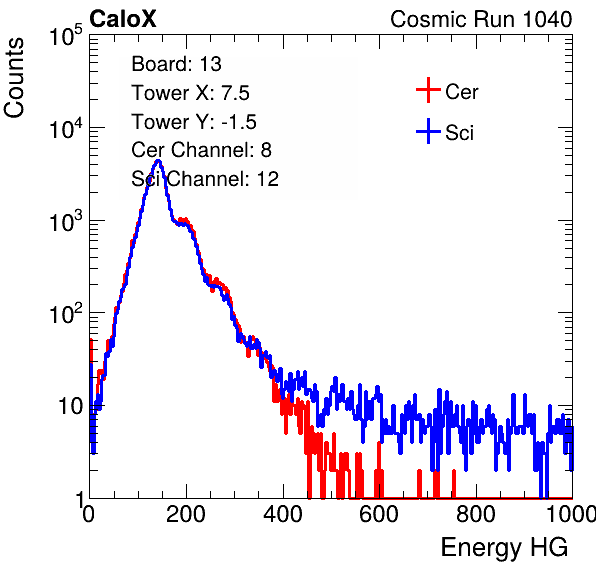 CaloX Cosmic Run 1040
Counts
10^5
10^4
10^3
10^2
10
1
Board: 13
Tower X: 7.5
Tower Y: -1.5
Cer Channel: 8
Sci Channel: 12
Cer
Sci
0 200 400 600 800 1000
Energy HG